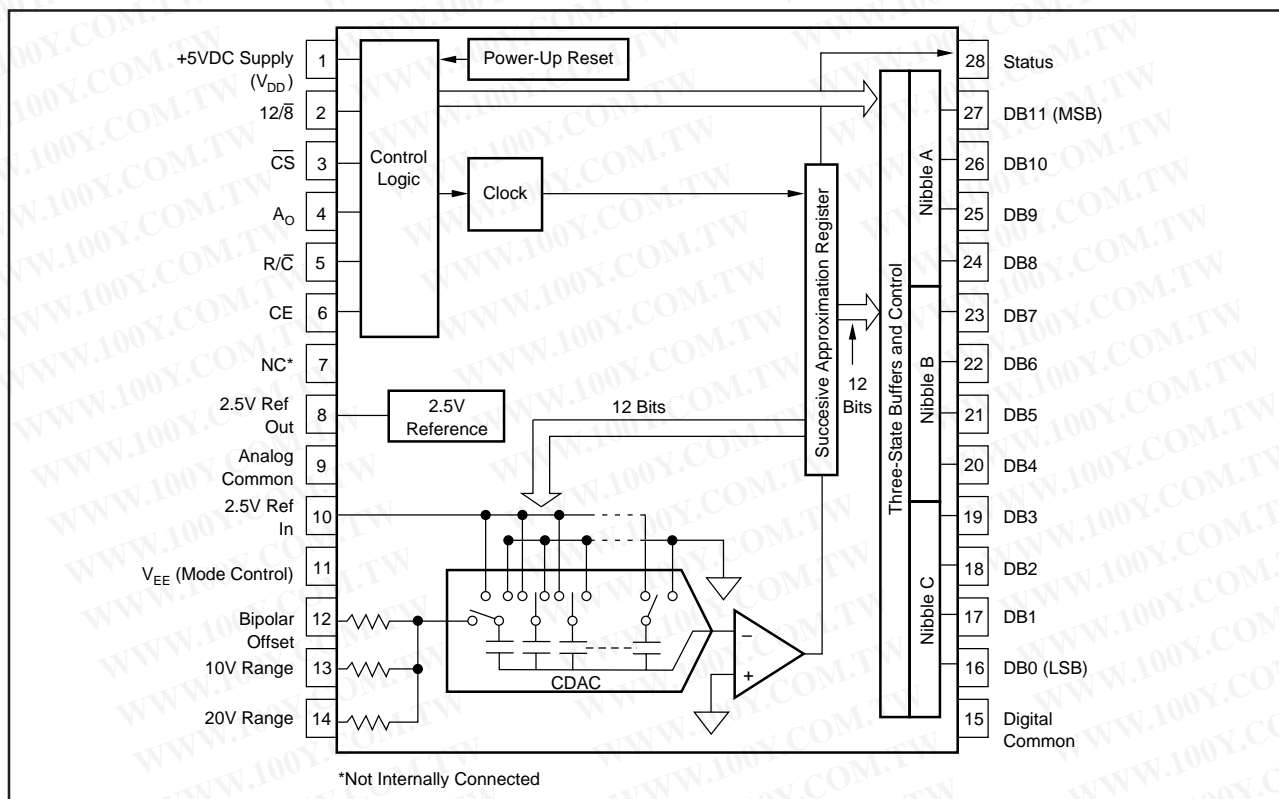 +5VDC Supply
(VDD)
1
12/8̅
2
C̅S̅
3
AO
4
R/C̅
5
CE
6
NC*
7
2.5V Ref
Out
8
Analog
Common
9
2.5V Ref
In
10
VEE (Mode Control)
11
Bipolar
Offset
12
10V Range
13
20V Range
14
Power-Up Reset
Control
Logic
Clock
2.5V
Reference
12 Bits
CDAC
–
+
Succesive Approximation Register
12
Bits
Three-State Buffers and Control
Nibble A
Nibble B
Nibble C
28
Status
27
DB11 (MSB)
26
DB10
25
DB9
24
DB8
23
DB7
22
DB6
21
DB5
20
DB4
19
DB3
18
DB2
17
DB1
16
DB0 (LSB)
15
Digital
Common
*Not Internally Connected
WWW.100Y.COM.TW